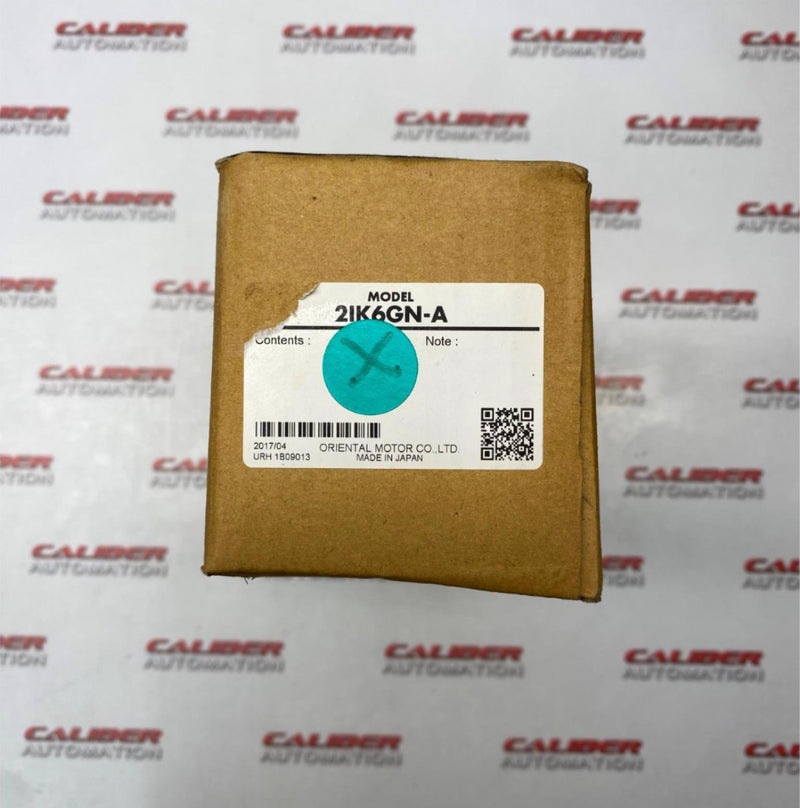 MODEL
2IK6GN-A
Contents :
Note :
X
2017/04
ORIENTAL MOTOR CO.,LTD.
URH 1B09013
MADE IN JAPAN
CALIBER
AUTOMATION